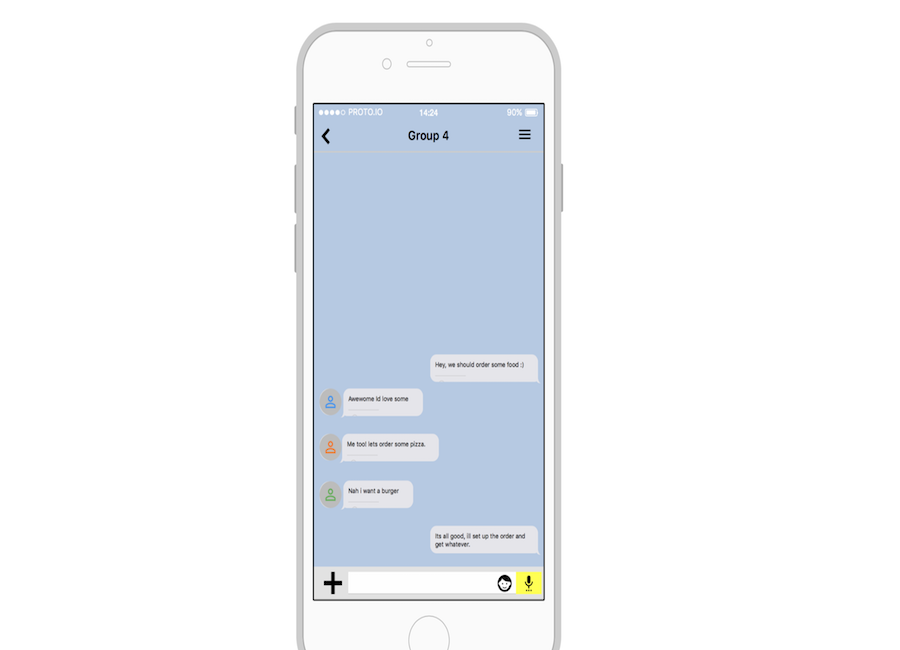 PROTO.IO 14:24 90%
Group 4
Hey, we should order some food :)
Awewome id love some
Me too! lets order some pizza.
Nah i want a burger
Its all good, ill set up the order and
get whatever.